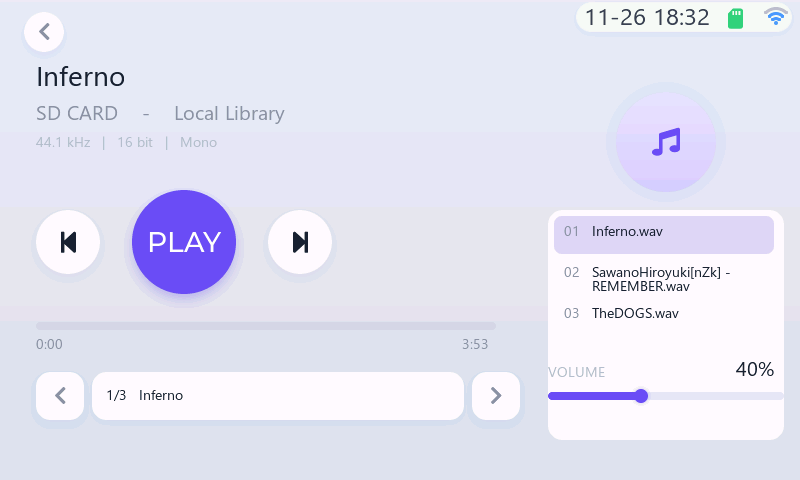 11-26 18:32
Inferno
SD CARD - Local Library
44.1 kHz | 16 bit | Mono
PLAY
0:00 3:53
1/3 Inferno
01 Inferno.wav
02 SawanoHiroyuki[nZk] -
REMEMBER.wav
03 TheDOGS.wav
VOLUME 40%